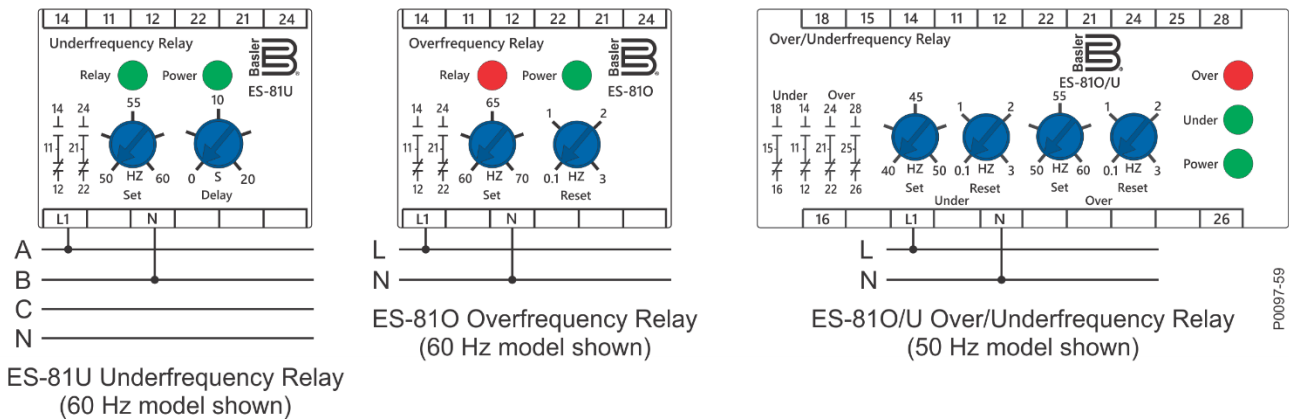 14 11 12 22 21 24
Underfrequency Relay
Basler
ES-81U
Relay Power
14 24
11 21
12 22
55
50 HZ 60
Set
10
0 S 20
Delay
L1 N
A
B
C
N
ES-81U Underfrequency Relay
(60 Hz model shown)
14 11 12 22 21 24
Overfrequency Relay
Basler
ES-81O
Relay Power
14 24
11 21
12 22
65
60 HZ 70
Set
1 2
0.1 HZ 3
Reset
L1 N
L
N
ES-81O Overfrequency Relay
(60 Hz model shown)
18 15 14 11 12 22 21 24 25 28
Over/Underfrequency Relay
Basler
ES-81O/U
Over
Under
Power
Under Over
18 14 24 28
15 11 21 25
16 12 22 26
45
40 HZ 50
Set
1 2
0.1 HZ 3
Reset
Under
55
50 HZ 60
Set
1 2
0.1 HZ 3
Reset
Over
16 L1 N 26
L
N
ES-81O/U Over/Underfrequency Relay
(50 Hz model shown)
P0097-59